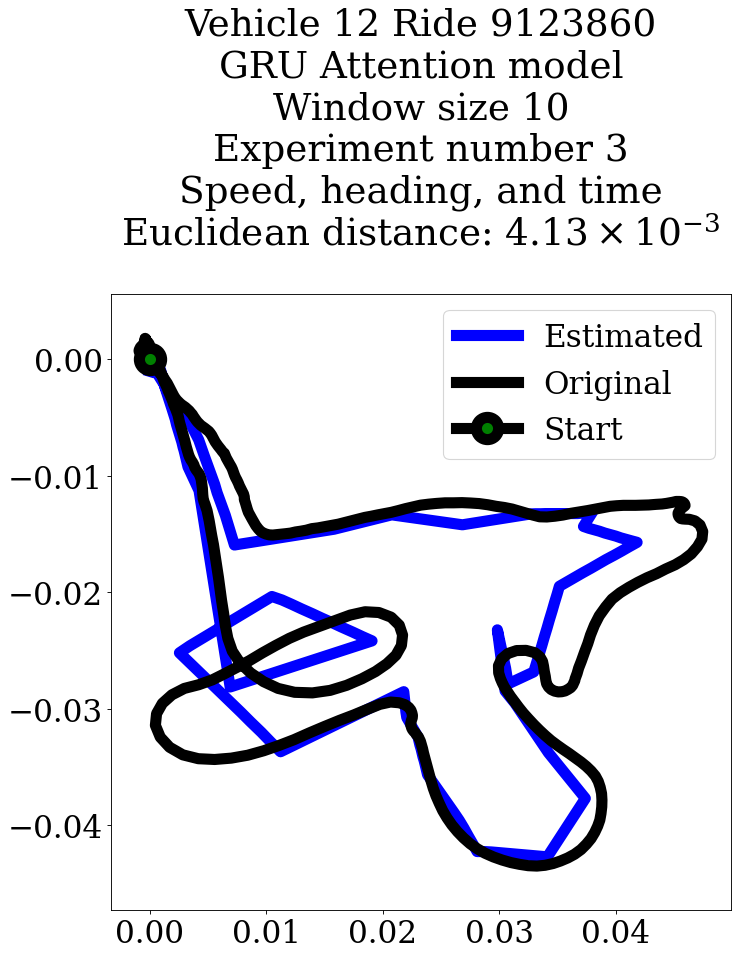 Vehicle 12 Ride 9123860
GRU Attention model
Window size 10
Experiment number 3
Speed, heading, and time
Euclidean distance: 4.13 × 10⁻³
Estimated
Original
Start
0.00
−0.01
−0.02
−0.03
−0.04
0.00 0.01 0.02 0.03 0.04